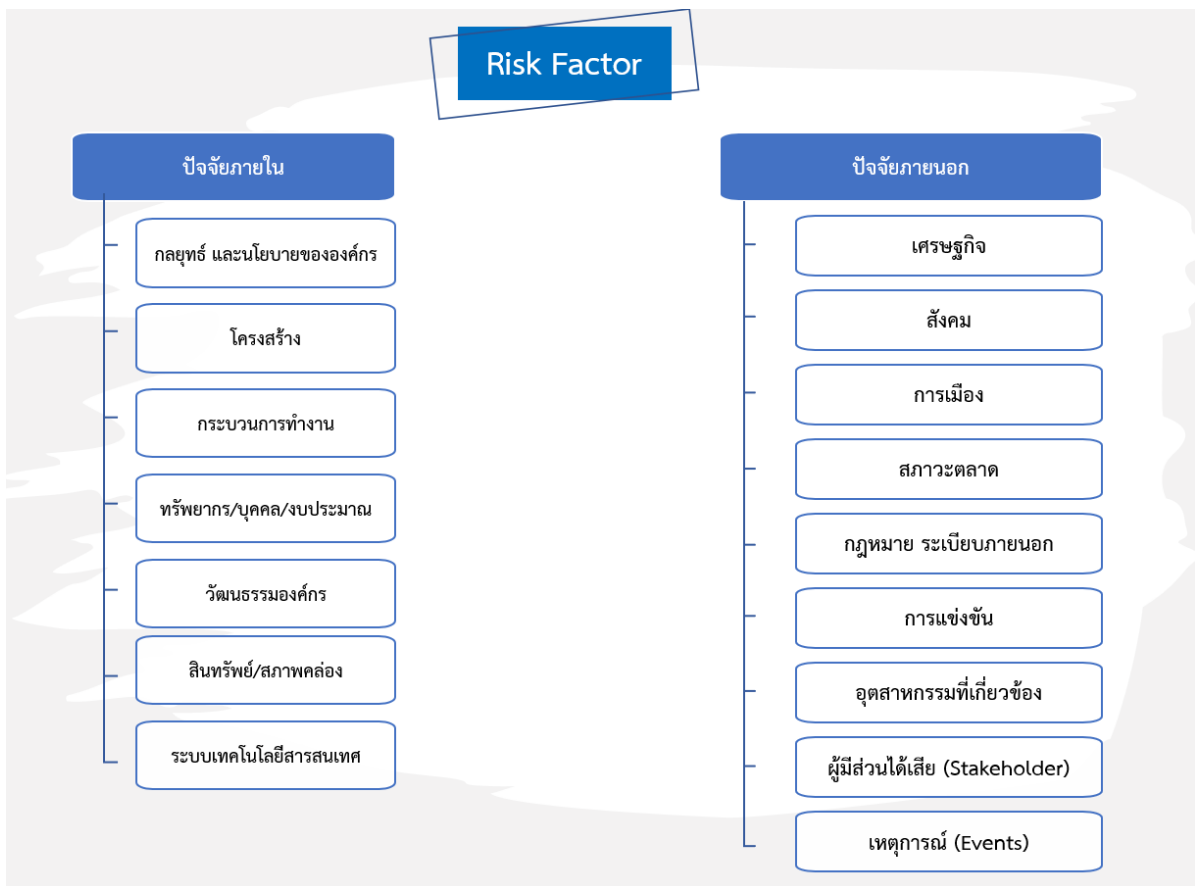 Risk Factor
ปัจจัยภายใน
กลยุทธ์ และนโยบายขององค์กร
โครงสร้าง
กระบวนการทำงาน
ทรัพยากร/บุคคล/งบประมาณ
วัฒนธรรมองค์กร
สินทรัพย์/สภาพคล่อง
ระบบเทคโนโลยีสารสนเทศ
ปัจจัยภายนอก
เศรษฐกิจ
สังคม
การเมือง
สภาวะตลาด
กฎหมาย ระเบียบภายนอก
การแข่งขัน
อุตสาหกรรมที่เกี่ยวข้อง
ผู้มีส่วนได้เสีย (Stakeholder)
เหตุการณ์ (Events)